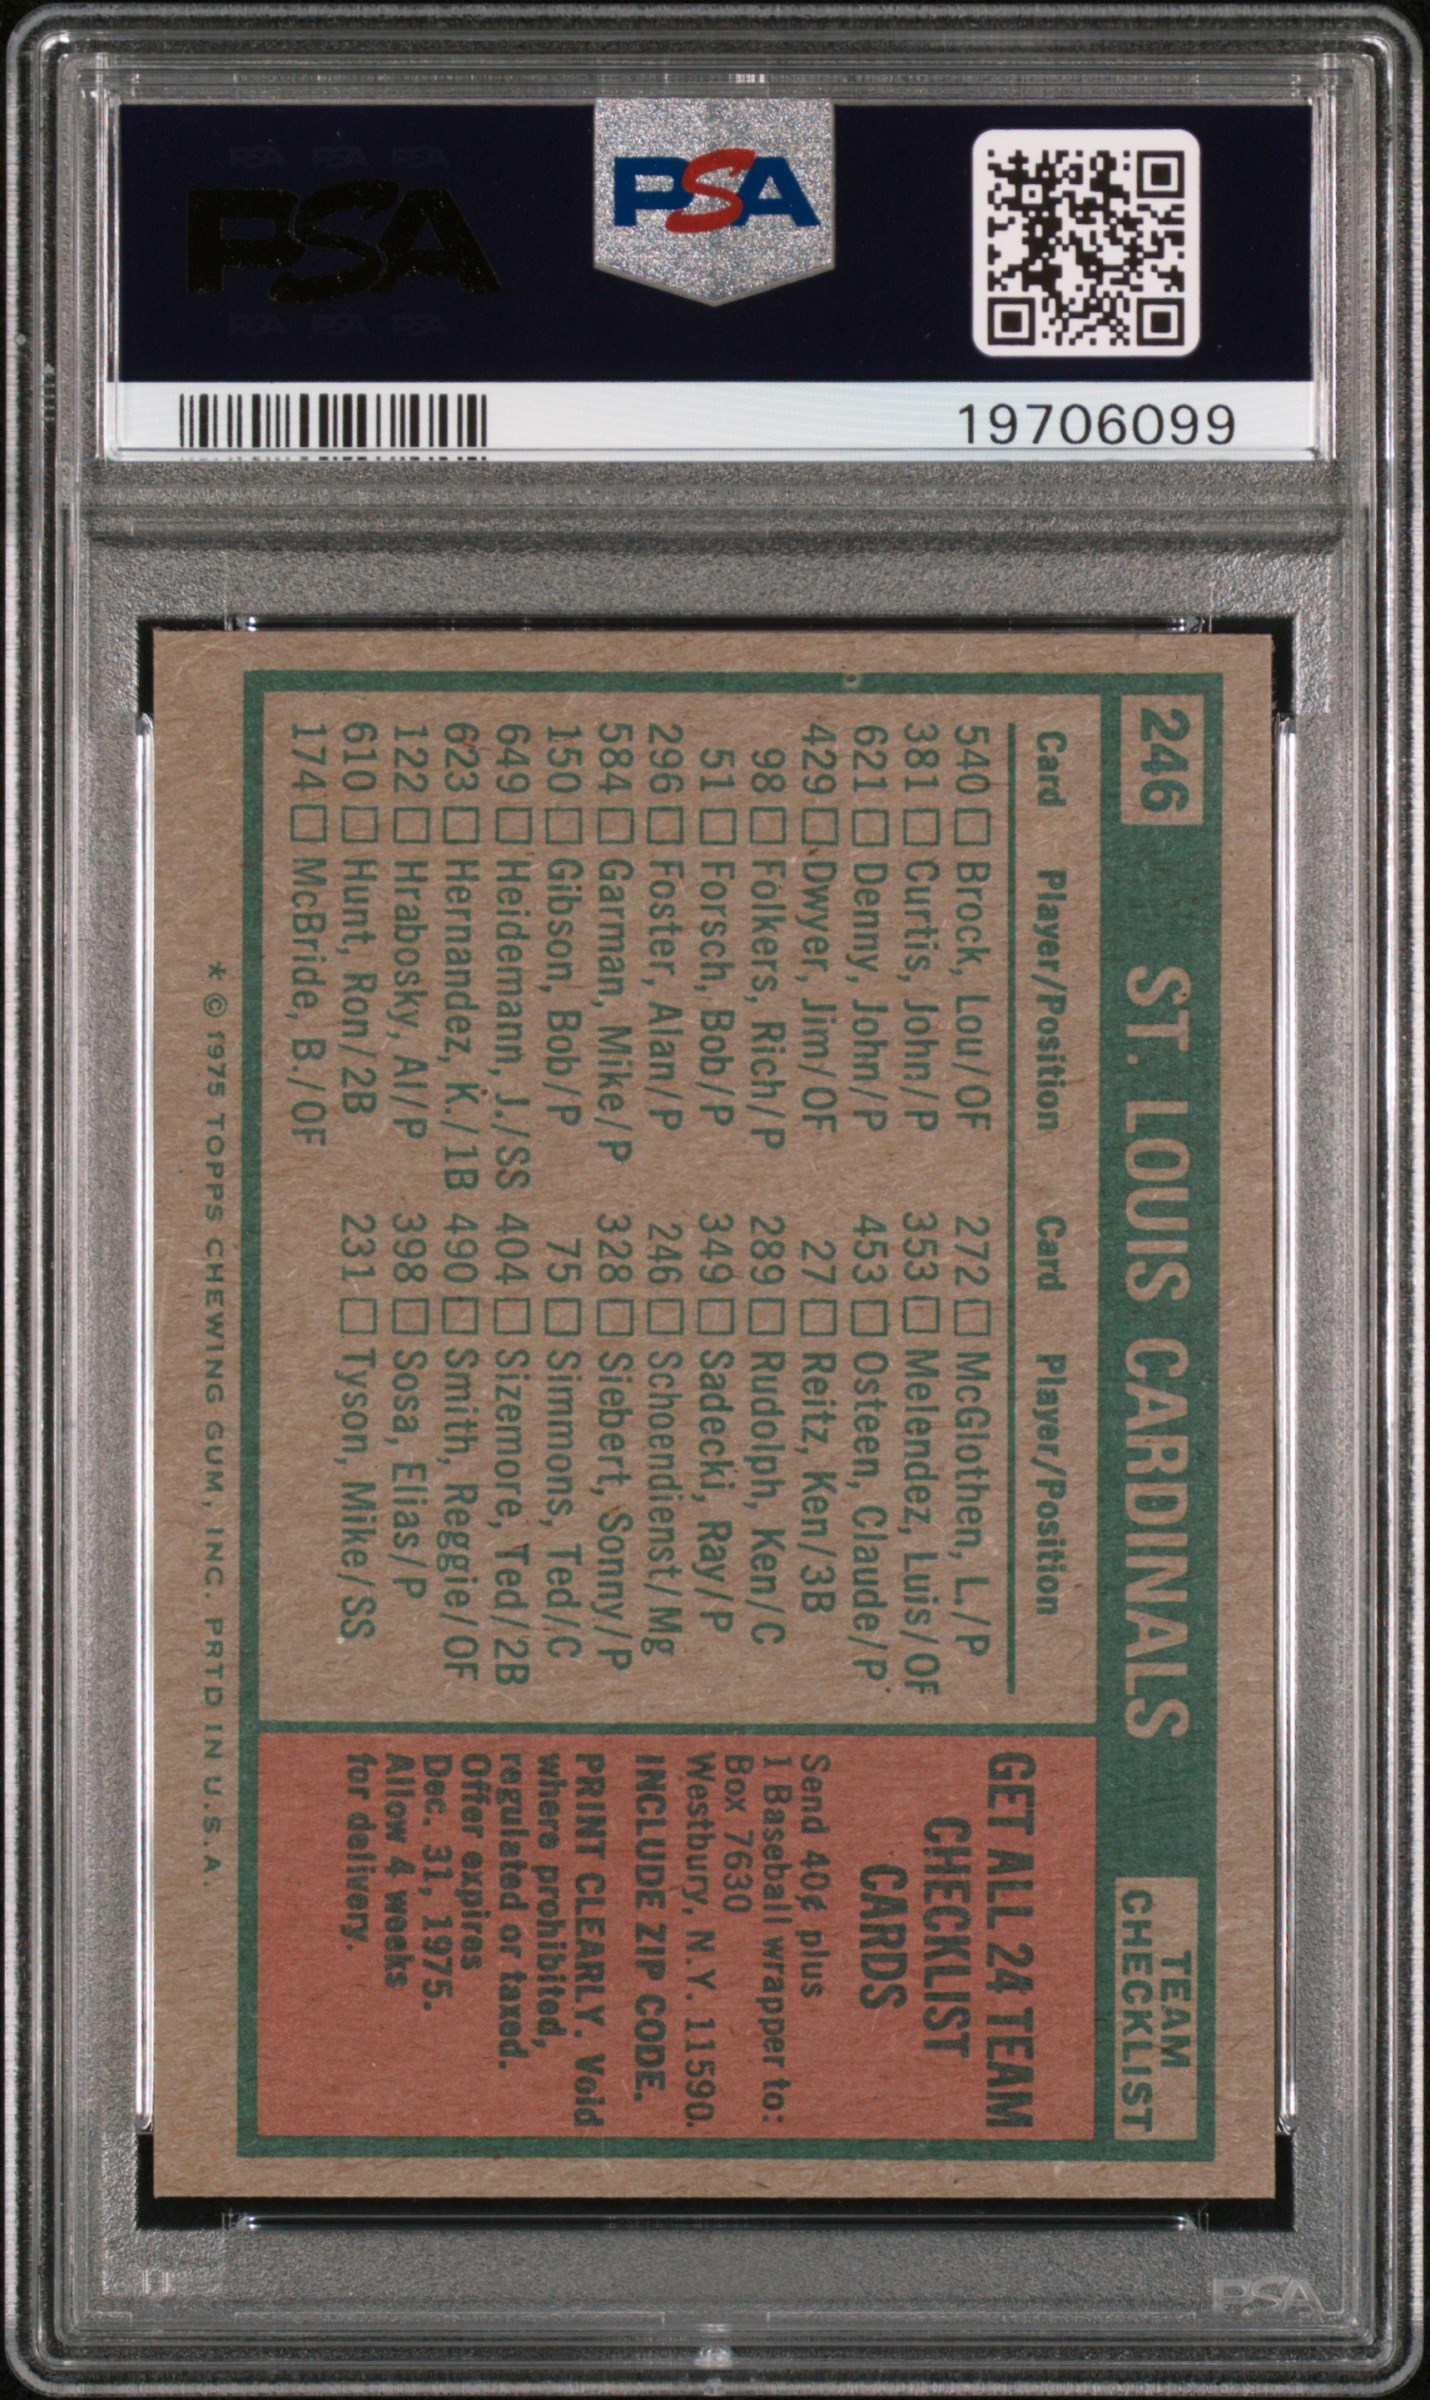 PSA PSA PSA
PSA
PSA PSA PSA
PSA
19706099
246 ST. LOUIS CARDINALS TEAM CHECKLIST
Card Player/Position Card Player/Position
540 □ Brock, Lou/OF
381 □ Curtis, John/P
621 □ Denny, John/P
429 □ Dwyer, Jim/OF
98 □ Folkers, Rich/P
51 □ Forsch, Bob/P
296 □ Foster, Alan/P
584 □ Garman, Mike/P
150 □ Gibson, Bob/P
649 □ Heidemann, J./SS
623 □ Hernandez, K./1B
122 □ Hrabosky, Al/P
610 □ Hunt, Ron/2B
174 □ McBride, B./OF
272 □ McGlothen, L./P
353 □ Melendez, Luis/OF
453 □ Osteen, Claude/P
27 □ Reitz, Ken/3B
289 □ Rudolph, Ken/C
349 □ Sadecki, Ray/P
246 □ Schoendienst/Mg
328 □ Siebert, Sonny/P
75 □ Simmons, Ted/C
404 □ Sizemore, Ted/2B
490 □ Smith, Reggie/OF
398 □ Sosa, Elias/P
231 □ Tyson, Mike/SS
GET ALL 24 TEAM
CHECKLIST
CARDS
Send 40¢ plus
1 Baseball wrapper to:
Box 7630
Westbury, N.Y. 11590.
INCLUDE ZIP CODE.
PRINT CLEARLY. Void
where prohibited,
regulated or taxed.
Offer expires
Dec. 31, 1975.
Allow 4 weeks
for delivery.
* © 1975 TOPPS CHEWING GUM, INC. PRTD IN U.S.A.
PSA